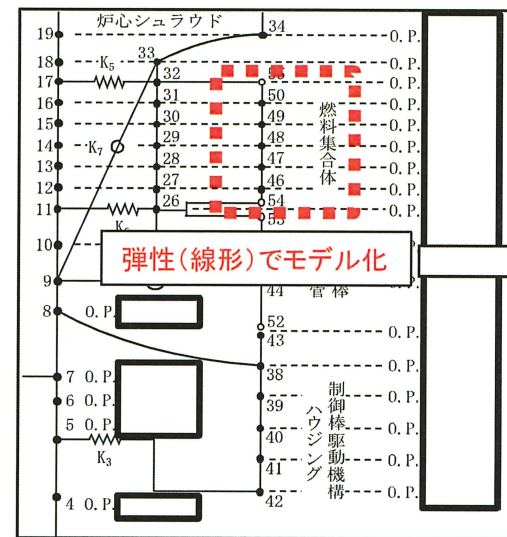 炉心シュラウド
34
19 O.P.
33
18 O.P.
K5
32
17 O.P.
31
50
16 O.P.
30
49
15 O.P.
29
48
14 O.P.
K7
28
47
13 O.P.
27
46
12 O.P.
燃料集合体
26
54
11 O.P.
53
10
弾性(線形)でモデル化
9
44
管棒 O.P.
8 O.P.
52
43
O.P.
38
7 O.P.
O.P.
6 O.P.
39
O.P.
5 O.P.
40
O.P.
K3
41
O.P.
42
O.P.
4 O.P.
制御棒駆動機構
ハウジング